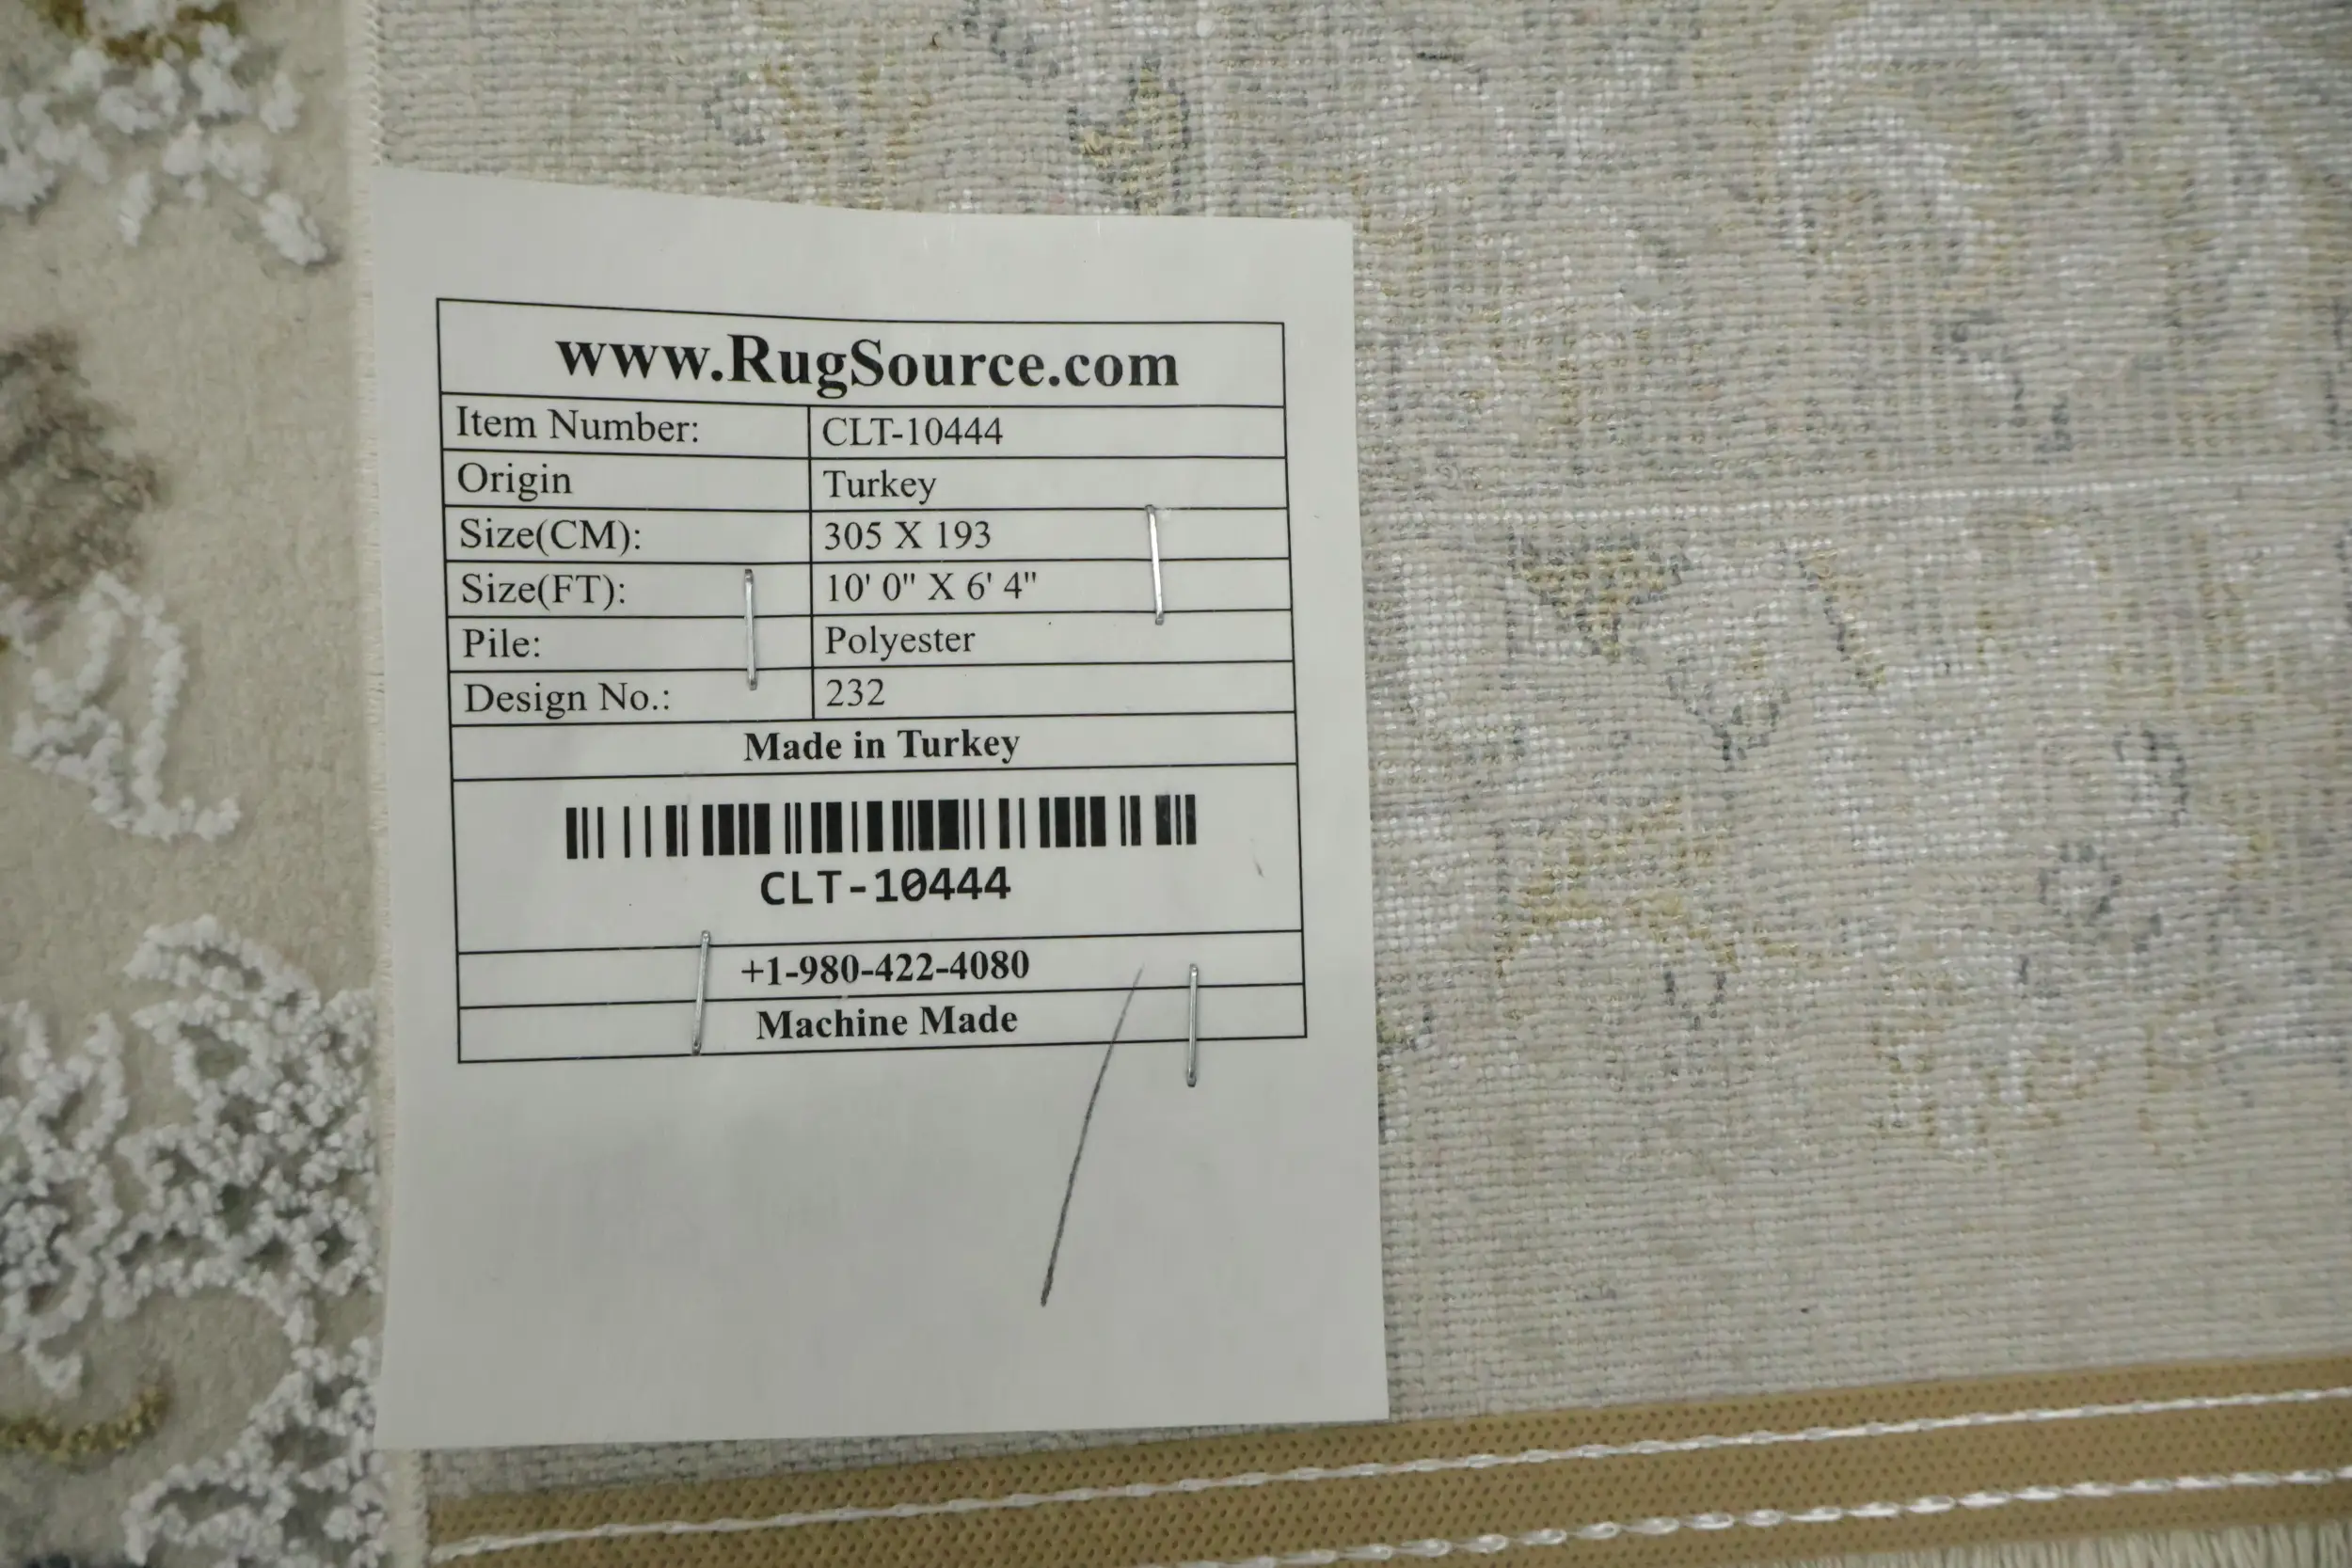 www.RugSource.com
Item Number: CLT-10444
Origin Turkey
Size(CM): 305 X 193
Size(FT): 10' 0" X 6' 4"
Pile: Polyester
Design No.: 232
Made in Turkey
CLT-10444
+1-980-422-4080
Machine Made